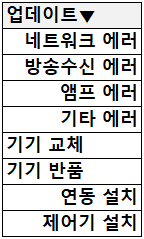 업데이트▼
네트워크 에러
방송수신 에러
앰프 에러
기타 에러
기기 교체
기기 반품
연동 설치
제어기 설치